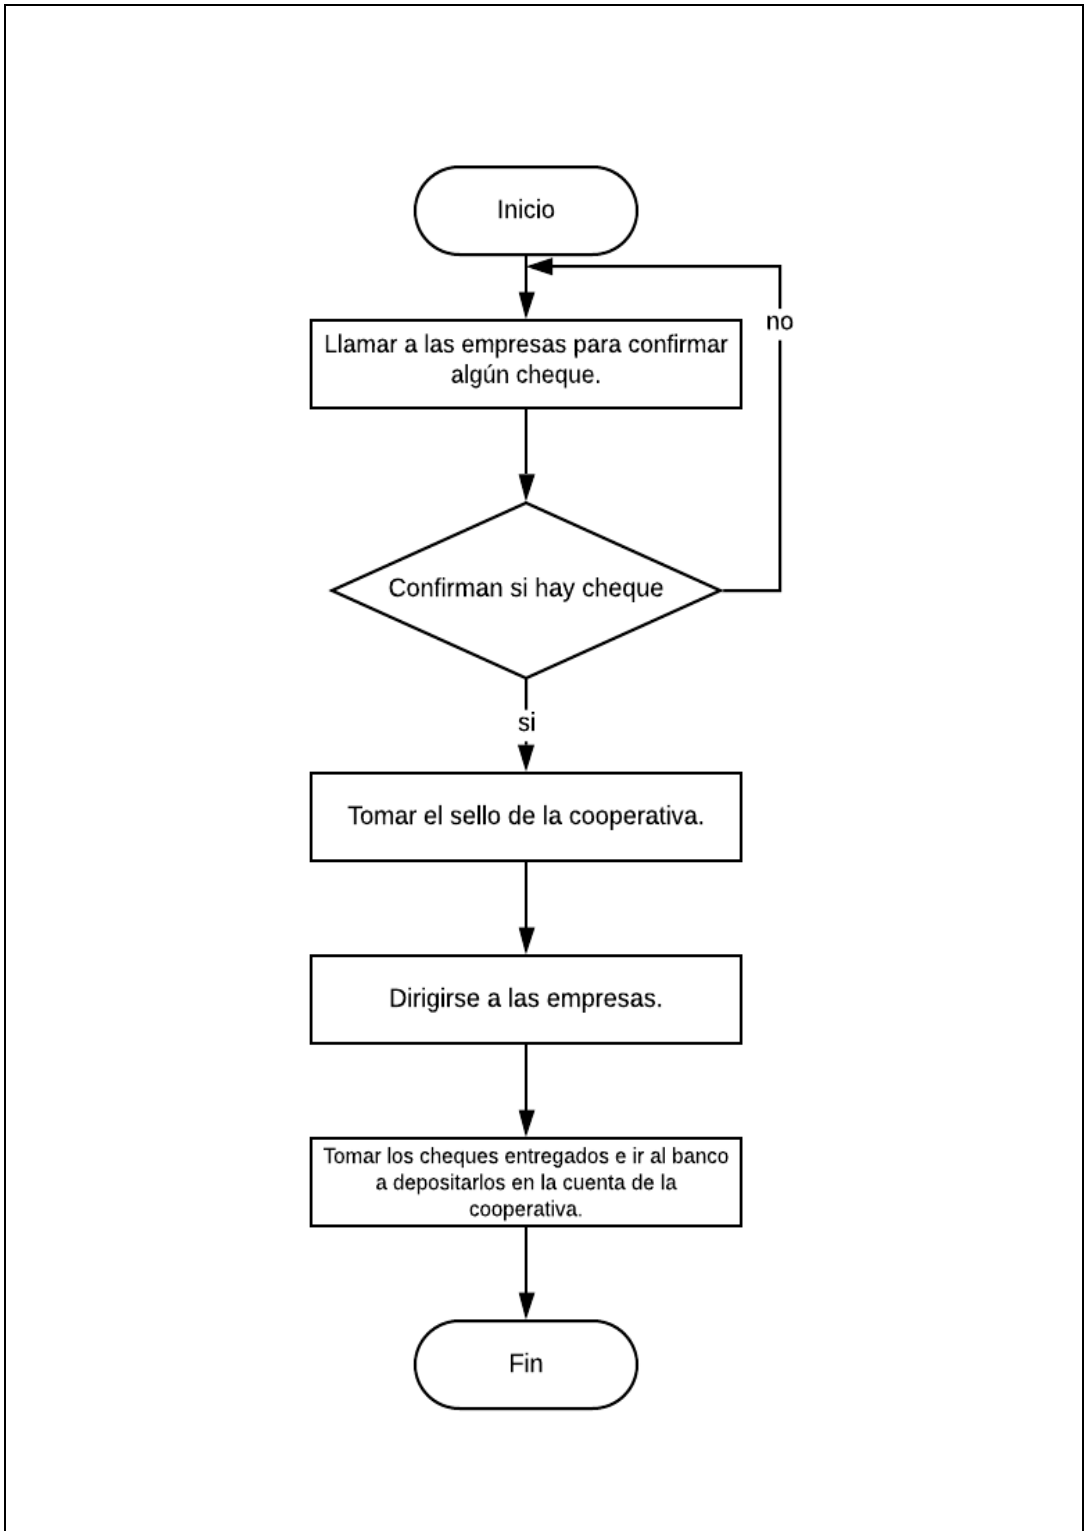 Inicio
no
Llamar a las empresas para confirmar
algún cheque.
Confirman si hay cheque
si
Tomar el sello de la cooperativa.
Dirigirse a las empresas.
Tomar los cheques entregados e ir al banco
a depositarlos en la cuenta de la
cooperativa.
Fin